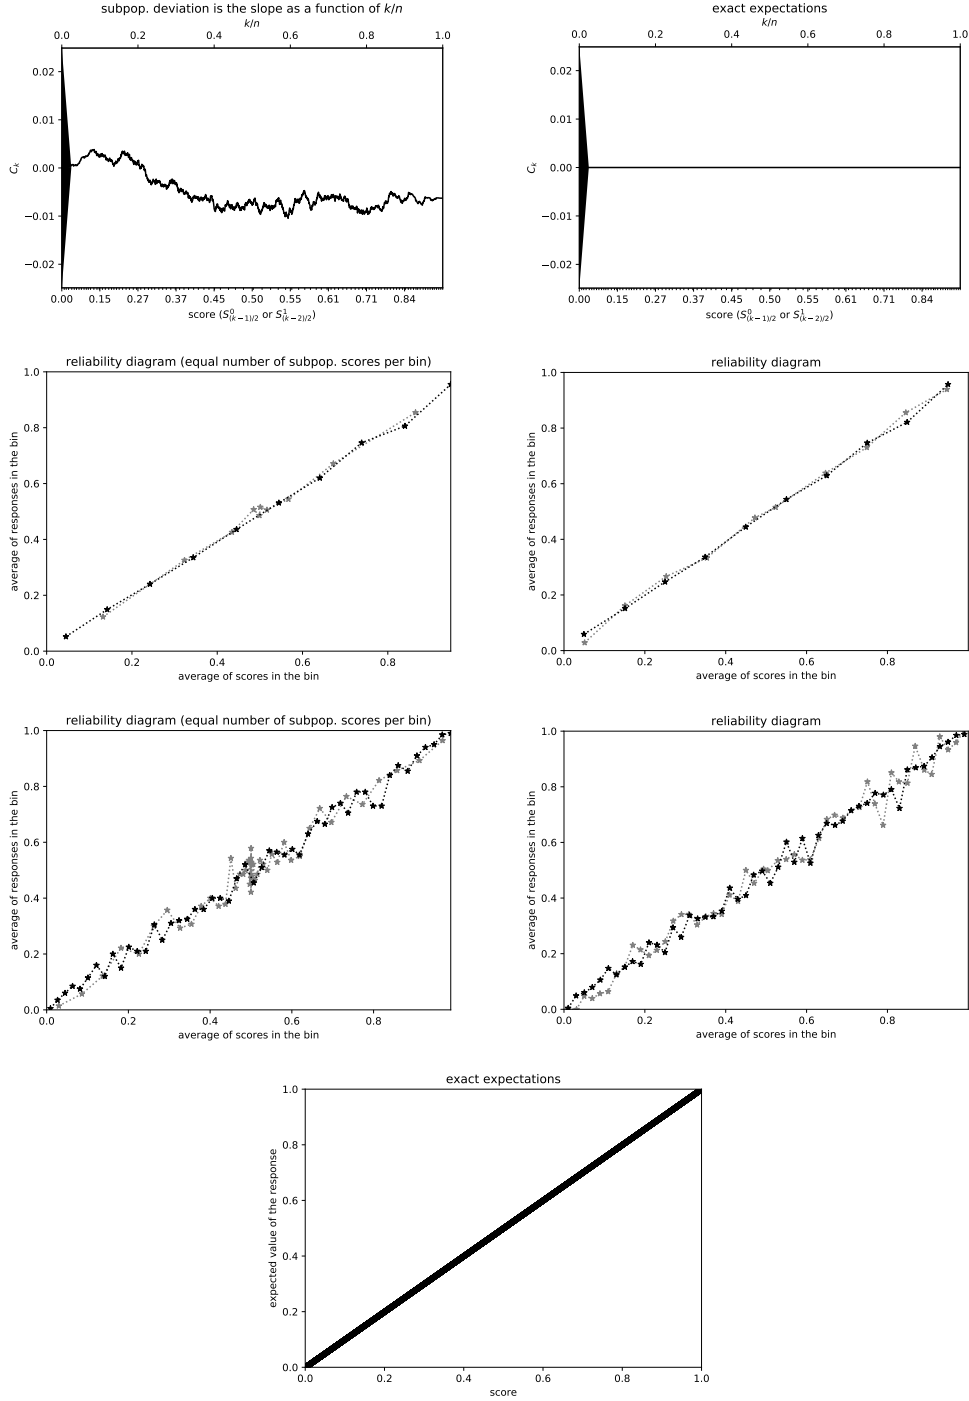 subpop. deviation is the slope as a function of k/n
k/n
0.0 0.2 0.4 0.6 0.8 1.0
0.02
0.01
0.00
−0.01
−0.02
C_k
0.00 0.15 0.27 0.37 0.45 0.50 0.55 0.61 0.71 0.84
score (S^0_{(k−1)/2} or S^1_{(k−2)/2})
exact expectations
k/n
0.0 0.2 0.4 0.6 0.8 1.0
0.02
0.01
0.00
−0.01
−0.02
C_k
0.00 0.15 0.27 0.37 0.45 0.50 0.55 0.61 0.71 0.84
score (S^0_{(k−1)/2} or S^1_{(k−2)/2})
reliability diagram (equal number of subpop. scores per bin)
1.0
0.8
0.6
0.4
0.2
0.0
average of responses in the bin
0.0 0.2 0.4 0.6 0.8
average of scores in the bin
reliability diagram
1.0
0.8
0.6
0.4
0.2
0.0
average of responses in the bin
0.0 0.2 0.4 0.6 0.8
average of scores in the bin
reliability diagram (equal number of subpop. scores per bin)
1.0
0.8
0.6
0.4
0.2
0.0
average of responses in the bin
0.0 0.2 0.4 0.6 0.8
average of scores in the bin
reliability diagram
1.0
0.8
0.6
0.4
0.2
0.0
average of responses in the bin
0.0 0.2 0.4 0.6 0.8
average of scores in the bin
exact expectations
1.0
0.8
0.6
0.4
0.2
0.0
expected value of the response
0.0 0.2 0.4 0.6 0.8 1.0
score